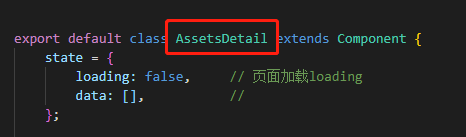 export default class AssetsDetail extends Component {
state = {
loading: false, // 页面加载loading
data: [], //
};